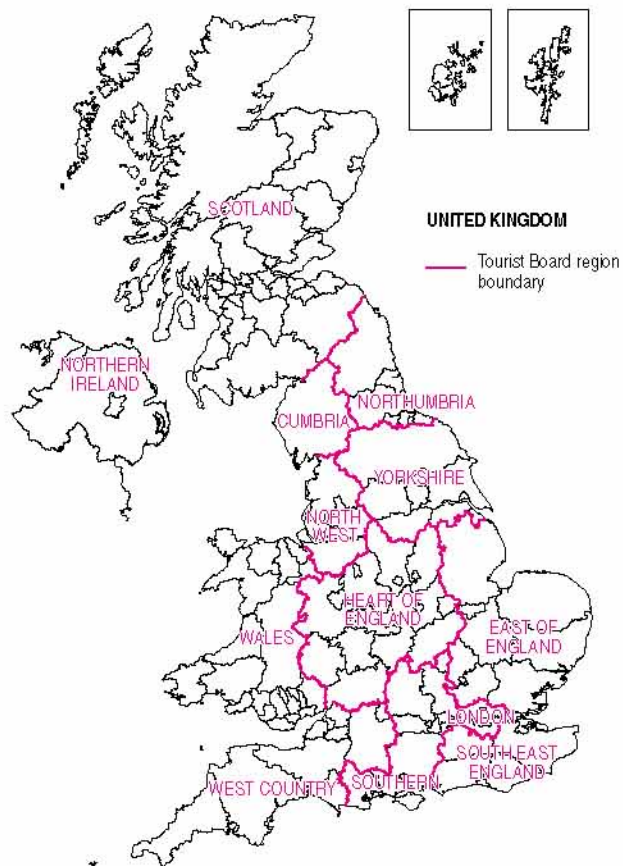 SCOTLAND
UNITED KINGDOM
Tourist Board region
boundary
NORTHERN
IRELAND
NORTHUMBRIA
CUMBRIA
YORKSHIRE
NORTH
WEST
HEART OF
ENGLAND
WALES
EAST OF
ENGLAND
LONDON
SOUTH EAST
ENGLAND
WEST COUNTRY
SOUTHERN